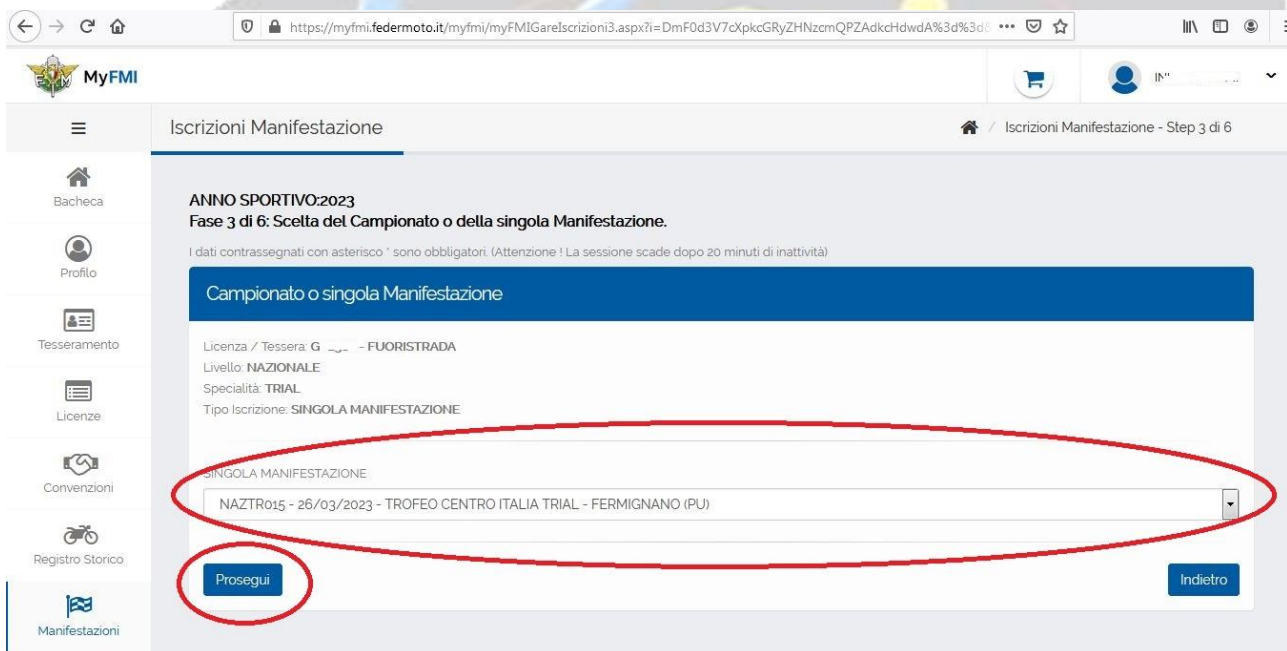 https://myfmi.federmoto.it/myfmi/myFMIGareIscrizioni3.aspx?i=DmF0d3V7cXpkcGRyZHNzcmQPZAdkcHdwdA%3d%3d
MyFMI
Iscrizioni Manifestazione
/ Iscrizioni Manifestazione - Step 3 di 6
Bacheca
Profilo
Tesseramento
Licenze
Convenzioni
Registro Storico
Manifestazioni
ANNO SPORTIVO:2023
Fase 3 di 6: Scelta del Campionato o della singola Manifestazione.
I dati contrassegnati con asterisco * sono obbligatori. (Attenzione ! La sessione scade dopo 20 minuti di inattività)
Campionato o singola Manifestazione
Licenza / Tessera: G - FUORISTRADA
Livello: NAZIONALE
Specialità: TRIAL
Tipo Iscrizione: SINGOLA MANIFESTAZIONE
SINGOLA MANIFESTAZIONE
NAZTR015 - 26/03/2023 - TROFEO CENTRO ITALIA TRIAL - FERMIGNANO (PU)
Prosegui
Indietro